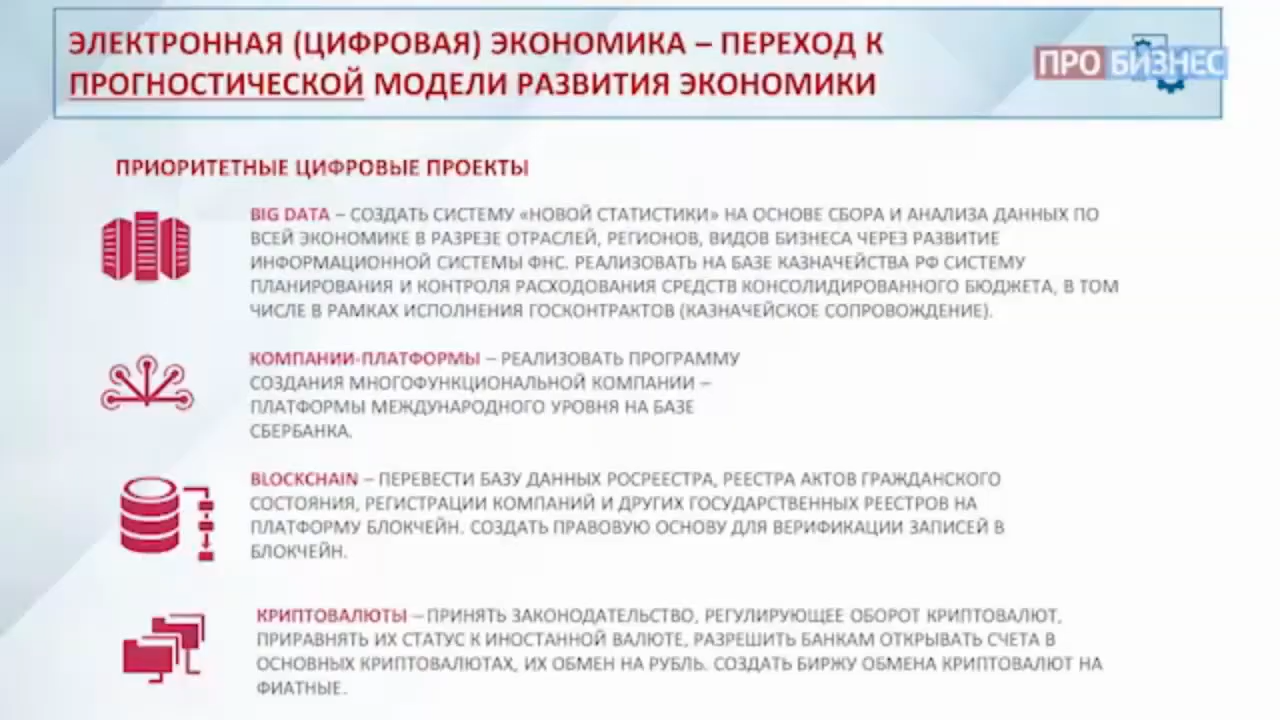 ЭЛЕКТРОННАЯ (ЦИФРОВАЯ) ЭКОНОМИКА – ПЕРЕХОД К
ПРОГНОСТИЧЕСКОЙ МОДЕЛИ РАЗВИТИЯ ЭКОНОМИКИ
ПРО БИЗНЕС
ПРИОРИТЕТНЫЕ ЦИФРОВЫЕ ПРОЕКТЫ
BIG DATA – СОЗДАТЬ СИСТЕМУ «НОВОЙ СТАТИСТИКИ» НА ОСНОВЕ СБОРА И АНАЛИЗА ДАННЫХ ПО
ВСЕЙ ЭКОНОМИКЕ В РАЗРЕЗЕ ОТРАСЛЕЙ, РЕГИОНОВ, ВИДОВ БИЗНЕСА ЧЕРЕЗ РАЗВИТИЕ
ИНФОРМАЦИОННОЙ СИСТЕМЫ ФНС. РЕАЛИЗОВАТЬ НА БАЗЕ КАЗНАЧЕЙСТВА РФ СИСТЕМУ
ПЛАНИРОВАНИЯ И КОНТРОЛЯ РАСХОДОВАНИЯ СРЕДСТВ КОНСОЛИДИРОВАННОГО БЮДЖЕТА, В ТОМ
ЧИСЛЕ В РАМКАХ ИСПОЛНЕНИЯ ГОСКОНТРАКТОВ (КАЗНАЧЕЙСКОЕ СОПРОВОЖДЕНИЕ).
КОМПАНИИ-ПЛАТФОРМЫ – РЕАЛИЗОВАТЬ ПРОГРАММУ
СОЗДАНИЯ МНОГОФУНКЦИОНАЛЬНОЙ КОМПАНИИ –
ПЛАТФОРМЫ МЕЖДУНАРОДНОГО УРОВНЯ НА БАЗЕ
СБЕРБАНКА.
BLOCKCHAIN – ПЕРЕВЕСТИ БАЗУ ДАННЫХ РОСРЕЕСТРА, РЕЕСТРА АКТОВ ГРАЖДАНСКОГО
СОСТОЯНИЯ, РЕГИСТРАЦИИ КОМПАНИЙ И ДРУГИХ ГОСУДАРСТВЕННЫХ РЕЕСТРОВ НА
ПЛАТФОРМУ БЛОКЧЕЙН. СОЗДАТЬ ПРАВОВУЮ ОСНОВУ ДЛЯ ВЕРИФИКАЦИИ ЗАПИСЕЙ В
БЛОКЧЕЙН.
КРИПТОВАЛЮТЫ – ПРИНЯТЬ ЗАКОНОДАТЕЛЬСТВО, РЕГУЛИРУЮЩЕЕ ОБОРОТ КРИПТОВАЛЮТ,
ПРИРАВНЯТЬ ИХ СТАТУС К ИНОСТАННОЙ ВАЛЮТЕ, РАЗРЕШИТЬ БАНКАМ ОТКРЫВАТЬ СЧЕТА В
ОСНОВНЫХ КРИПТОВАЛЮТАХ, ИХ ОБМЕН НА РУБЛЬ. СОЗДАТЬ БИРЖУ ОБМЕНА КРИПТОВАЛЮТ НА
ФИАТНЫЕ.